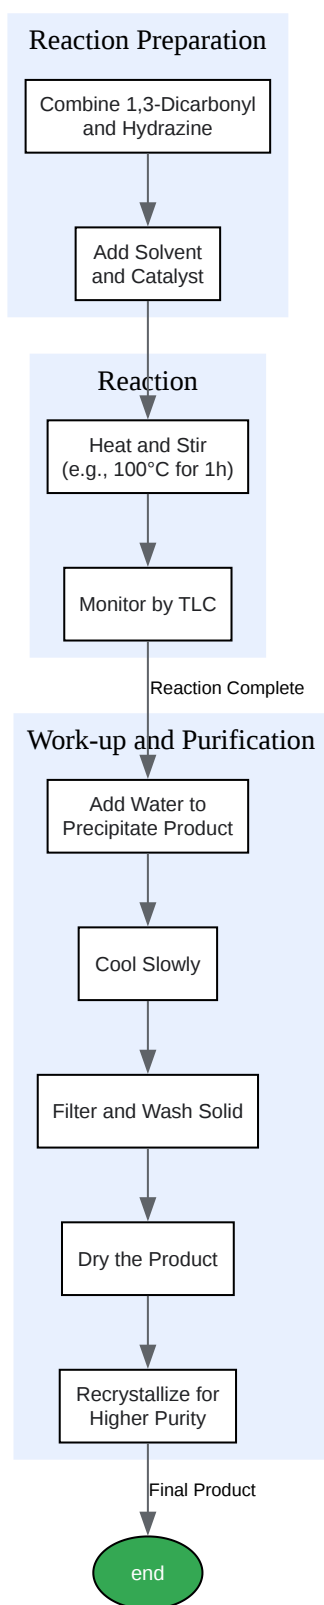 Reaction Preparation
Combine 1,3-Dicarbonyl
and Hydrazine
Add Solvent
and Catalyst
Reaction
Heat and Stir
(e.g., 100°C for 1h)
Monitor by TLC
Reaction Complete
Work-up and Purification
Add Water to
Precipitate Product
Cool Slowly
Filter and Wash Solid
Dry the Product
Recrystallize for
Higher Purity
Final Product
end